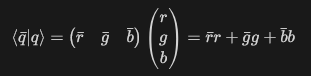 ⟨q̄|q⟩ = (r̄ ḡ b̄) (r g b) = r̄r + ḡg + b̄b